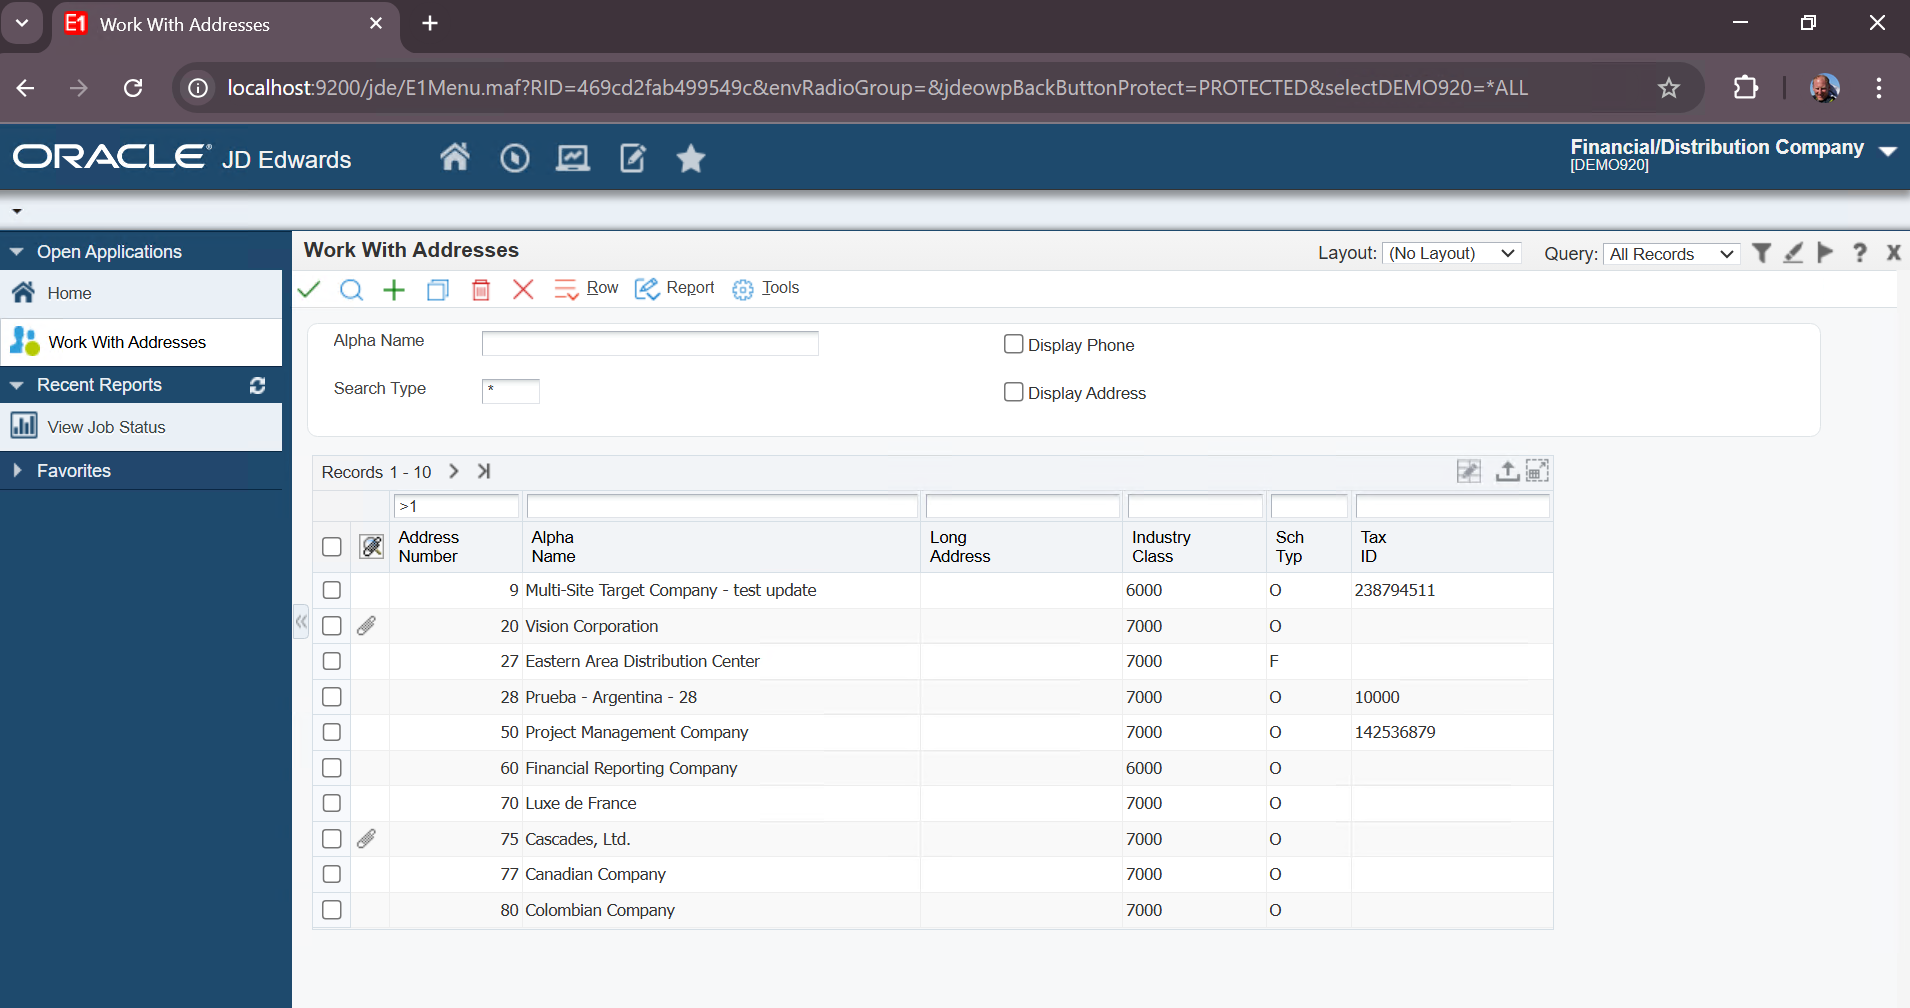 E1 Work With Addresses
localhost:9200/jde/E1Menu.maf?RID=469cd2fab499549c&envRadioGroup=&jdeowpBackButtonProtect=PROTECTED&selectDEMO920=*ALL
ORACLE® JD Edwards
Financial/Distribution Company
[DEMO920]
Open Applications
Home
Work With Addresses
Recent Reports
View Job Status
Favorites
Work With Addresses
Layout: (No Layout) Query: All Records ? X
Row Report Tools
Alpha Name
Display Phone
Search Type *
Display Address
Records 1 - 10
>1
Address Number Alpha Name Long Address Industry Class Sch Typ Tax ID
9 Multi-Site Target Company - test update 6000 O 238794511
20 Vision Corporation 7000 O
27 Eastern Area Distribution Center 7000 F
28 Prueba - Argentina - 28 7000 O 10000
50 Project Management Company 7000 O 142536879
60 Financial Reporting Company 6000 O
70 Luxe de France 7000 O
75 Cascades, Ltd. 7000 O
77 Canadian Company 7000 O
80 Colombian Company 7000 O